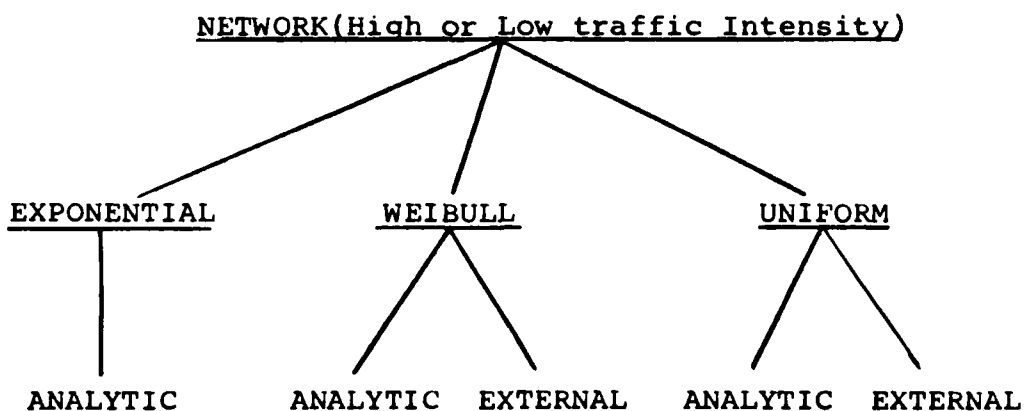 NETWORK(High or Low traffic Intensity)
EXPONENTIAL WEIBULL UNIFORM
ANALYTIC ANALYTIC EXTERNAL ANALYTIC EXTERNAL